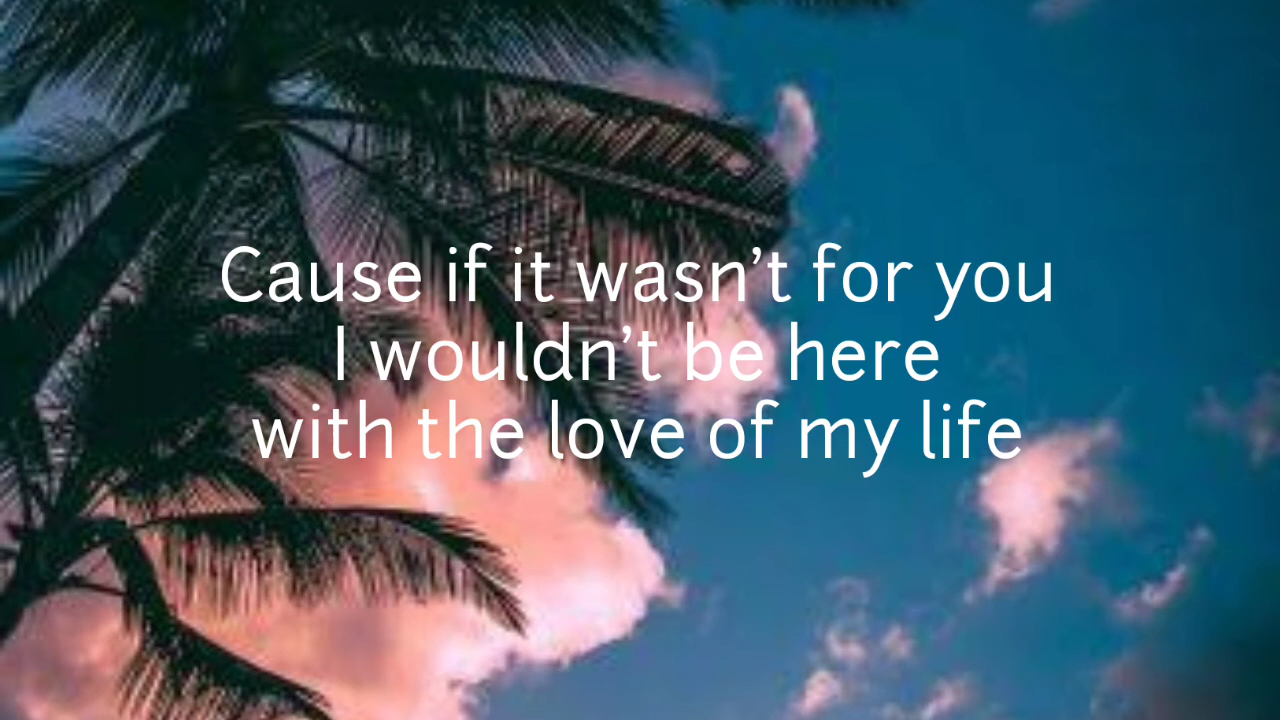 Cause if it wasn’t for you
I wouldn’t be here
with the love of my life